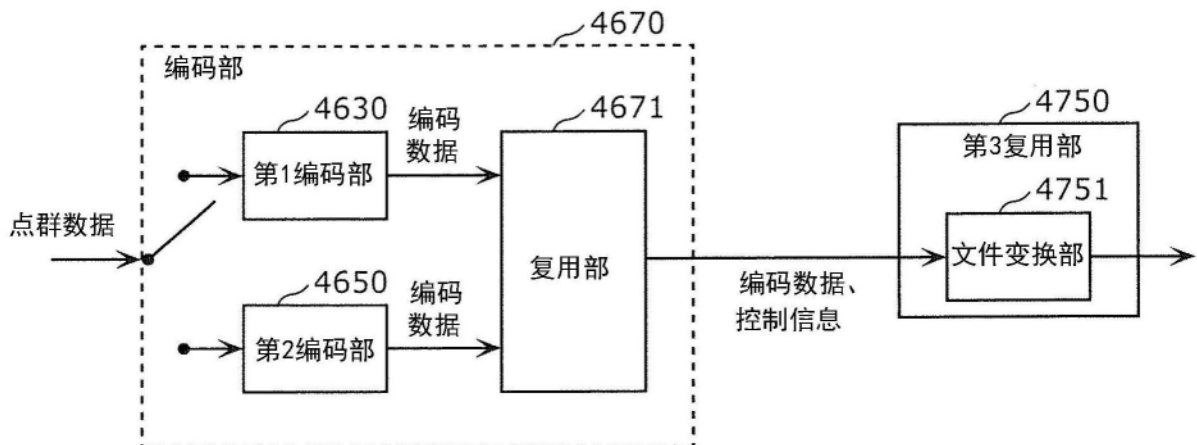 4670
编码部
4630
第1编码部
编码
数据
4671
复用部
4750
第3复用部
4751
文件变换部
点群数据
4650
第2编码部
编码
数据
编码数据、
控制信息